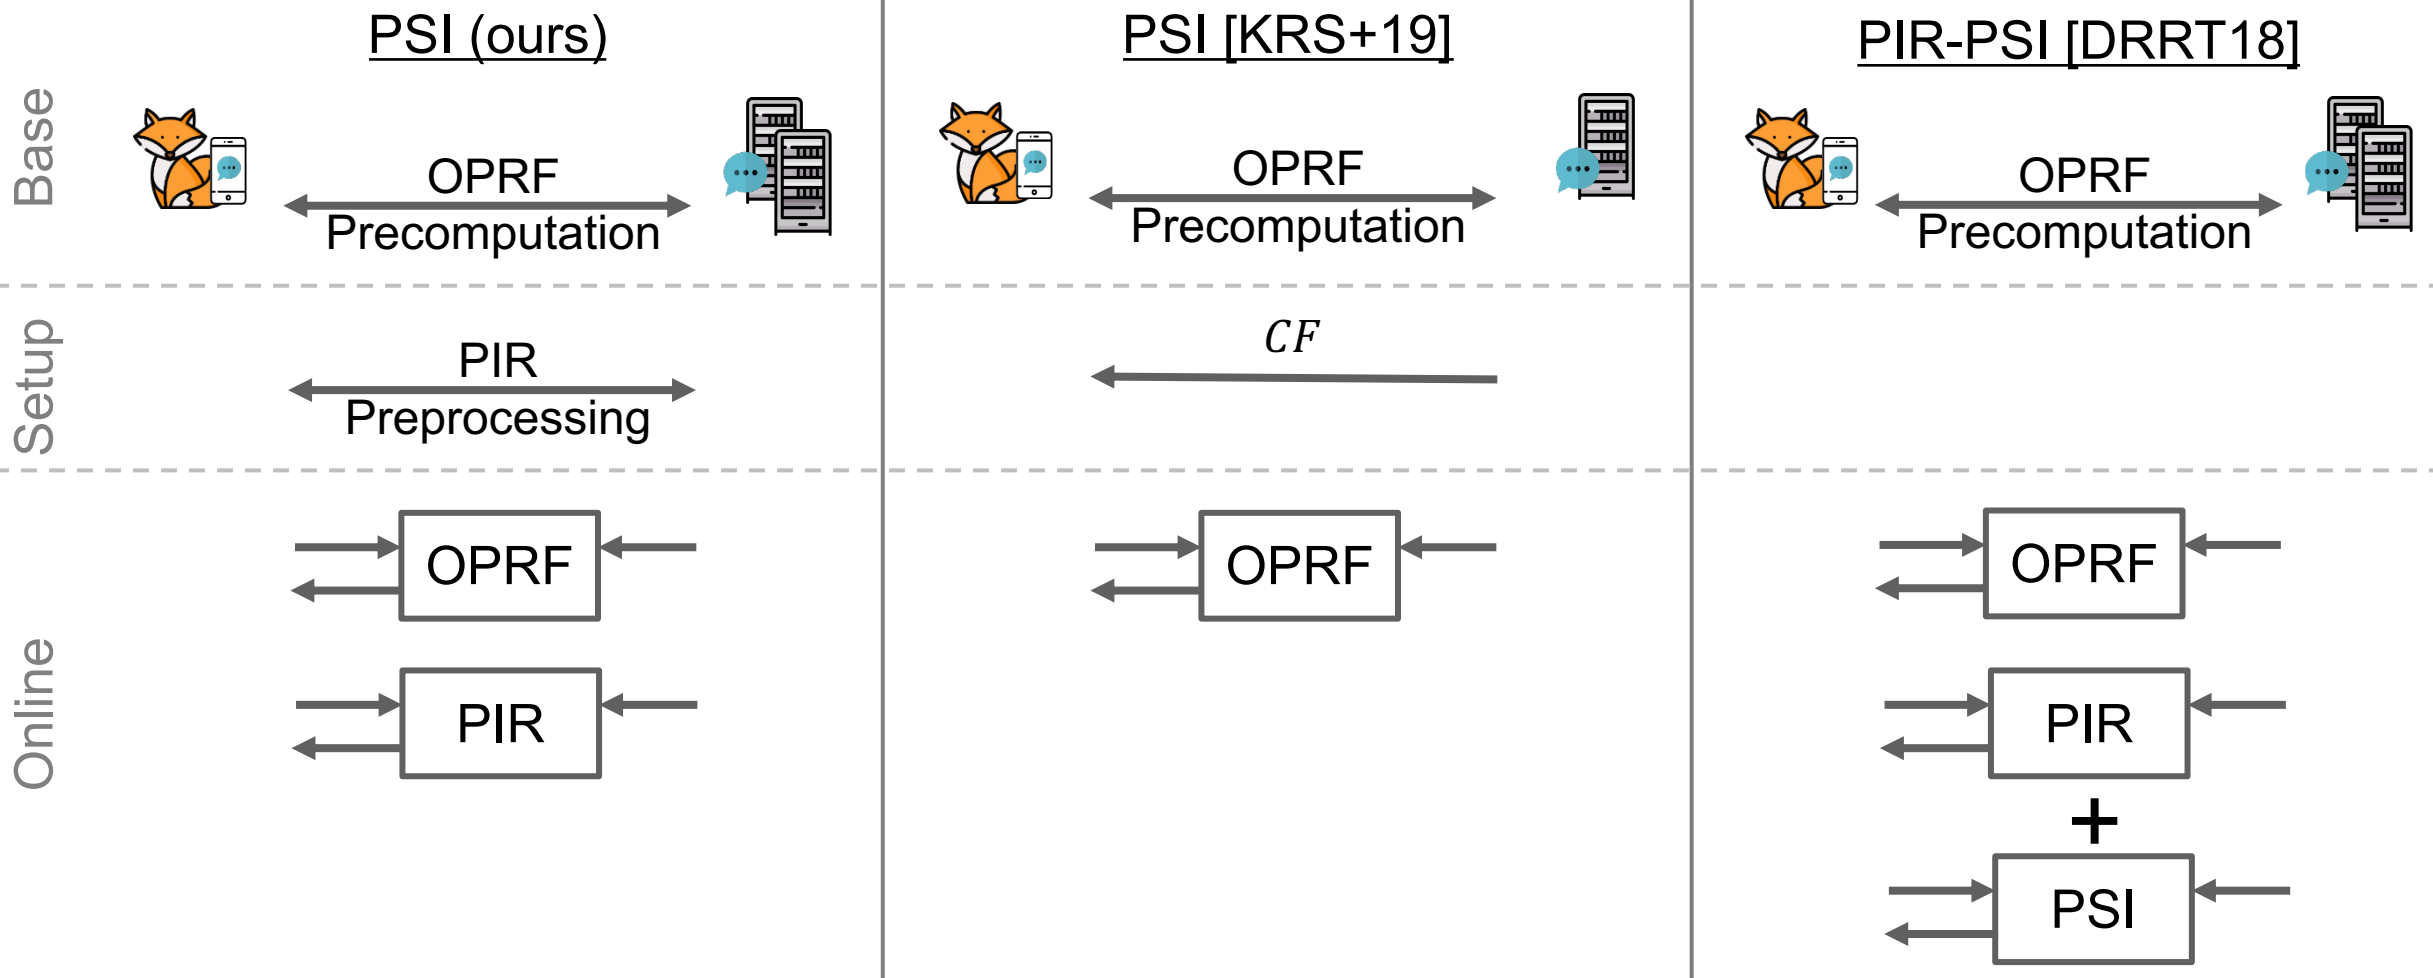 PSI (ours)
PSI [KRS+19]
PIR-PSI [DRRT18]
Base
OPRF
Precomputation
OPRF
Precomputation
OPRF
Precomputation
Setup
PIR
Preprocessing
CF
Online
OPRF
OPRF
OPRF
PIR
PIR
+
PSI